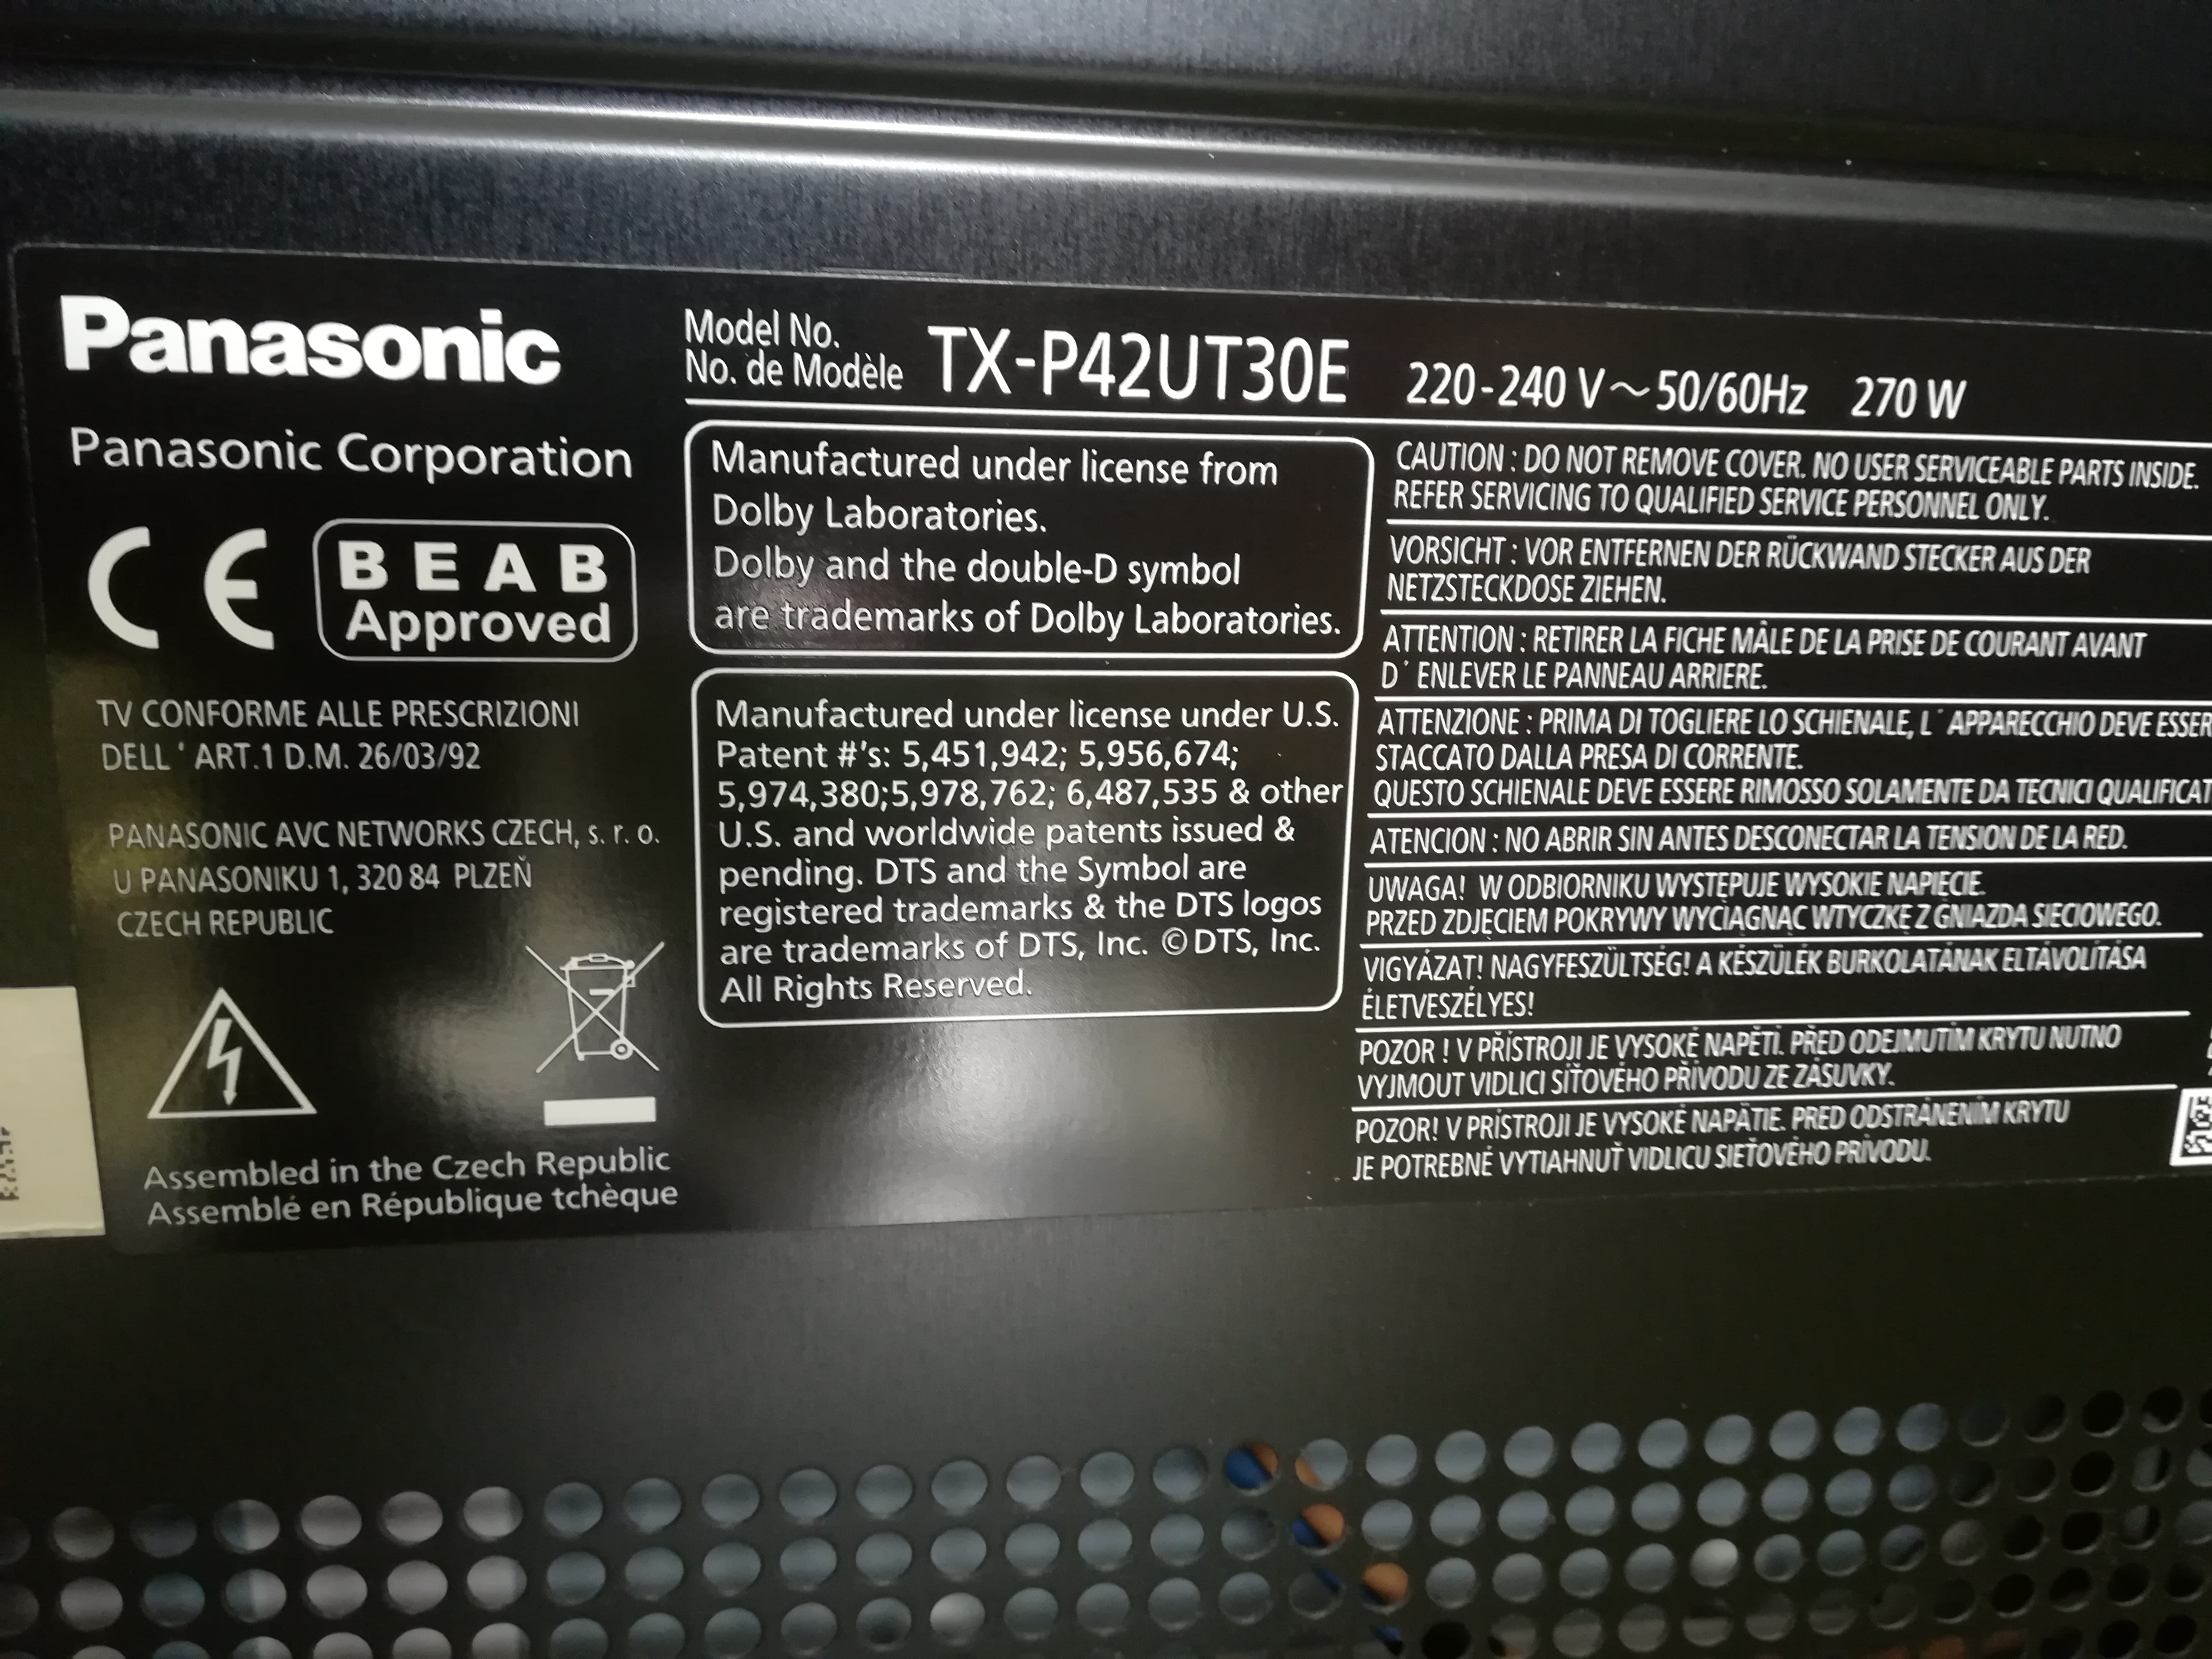 Panasonic
Panasonic Corporation
CE
BEAB
Approved
TV CONFORME ALLE PRESCRIZIONI
DELL 'ART.1 D.M. 26/03/92
PANASONIC AVC NETWORKS CZECH, s. r. o.
U PANASONIKU 1, 320 84 PLZEŇ
CZECH REPUBLIC
Assembled in the Czech Republic
Assemblé en République tchèque
Model No.
No. de Modèle
TX-P42UT30E
220-240 V~50/60Hz 270 W
Manufactured under license from
Dolby Laboratories.
Dolby and the double-D symbol
are trademarks of Dolby Laboratories.
Manufactured under license under U.S.
Patent #'s: 5,451,942; 5,956,674;
5,974,380;5,978,762; 6,487,535 & other
U.S. and worldwide patents issued &
pending. DTS and the Symbol are
registered trademarks & the DTS logos
are trademarks of DTS, Inc. ©DTS, Inc.
All Rights Reserved.
CAUTION : DO NOT REMOVE COVER. NO USER SERVICEABLE PARTS INSIDE.
REFER SERVICING TO QUALIFIED SERVICE PERSONNEL ONLY.
VORSICHT : VOR ENTFERNEN DER RÜCKWAND STECKER AUS DER
NETZSTECKDOSE ZIEHEN.
ATTENTION : RETIRER LA FICHE MÂLE DE LA PRISE DE COURANT AVANT
D' ENLEVER LE PANNEAU ARRIERE.
ATTENZIONE : PRIMA DI TOGLIERE LO SCHIENALE, L' APPARECCHIO DEVE ESSER
STACCATO DALLA PRESA DI CORRENTE.
QUESTO SCHIENALE DEVE ESSERE RIMOSSO SOLAMENTE DA TECNICI QUALIFICAT
ATENCION : NO ABRIR SIN ANTES DESCONECTAR LA TENSION DE LA RED.
UWAGA! W ODBIORNIKU WYSTĘPUJE WYSOKIE NAPIĘCIE.
PRZED ZDJĘCIEM POKRYWY WYCIĄGNĄĆ WTYCZKĘ Z GNIAZDA SIECIOWEGO.
VIGYÁZAT! NAGYFESZÜLTSÉG! A KÉSZÜLÉK BURKOLATÁNAK ELTÁVOLÍTÁSA
ÉLETVESZÉLYES!
POZOR ! V PŘÍSTROJI JE VYSOKÉ NAPĚTÍ. PŘED ODEJMUTÍM KRYTU NUTNO
VYJMOUT VIDLICI SÍŤOVÉHO PŘÍVODU ZE ZÁSUVKY.
POZOR! V PRÍSTROJI JE VYSOKÉ NAPÄTIE. PRED ODSTRÁNENÍM KRYTU
JE POTREBNÉ VYTIAHNUŤ VIDLICU SIEŤOVÉHO PRÍVODU.